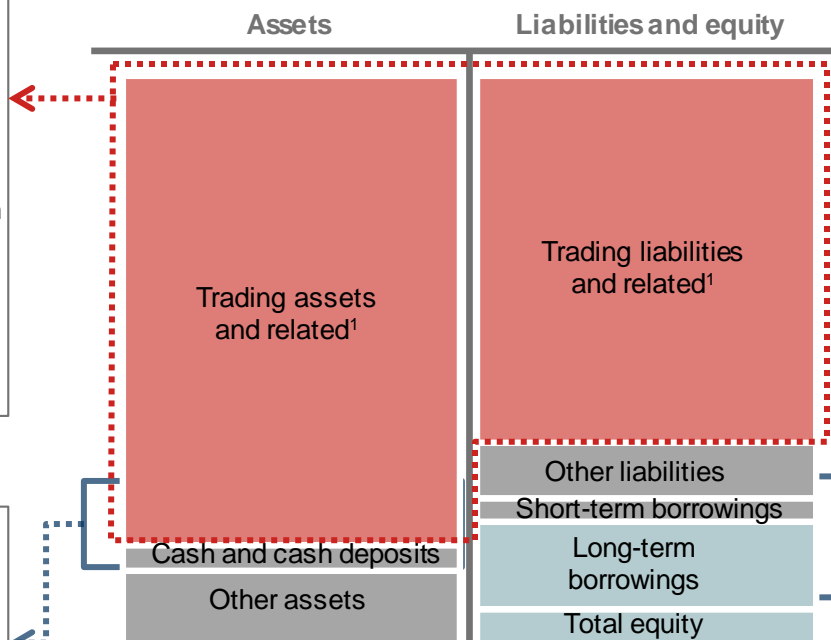 Assets
Liabilities and equity
Trading assets
and related¹
Trading liabilities
and related¹
Other liabilities
Short-term borrowings
Cash and cash deposits
Long-term
borrowings
Other assets
Total equity